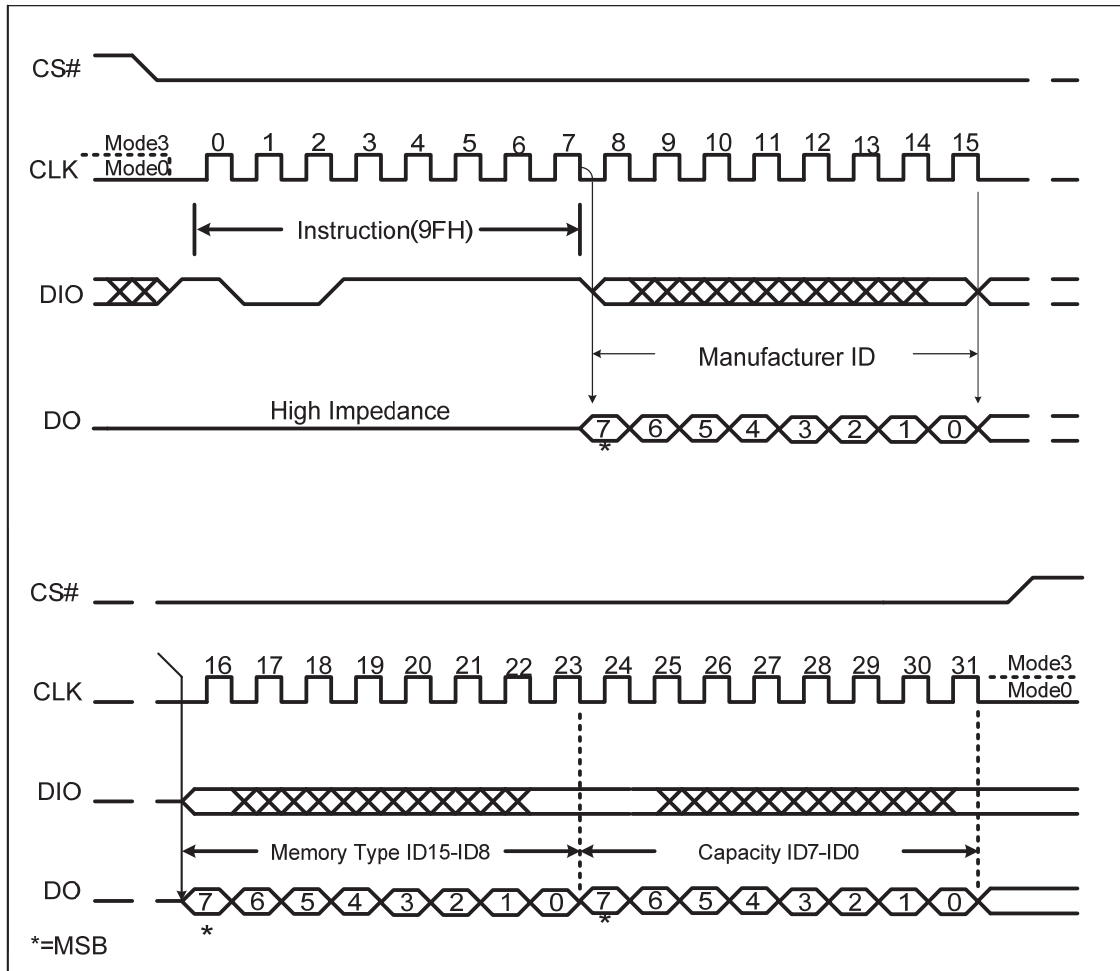 CS#
Mode3
Mode0
CLK
0 1 2 3 4 5 6 7 8 9 10 11 12 13 14 15
Instruction(9FH)
DIO
Manufacturer ID
High Impedance
DO
7 6 5 4 3 2 1 0
*
CS#
16 17 18 19 20 21 22 23 24 25 26 27 28 29 30 31
Mode3
Mode0
CLK
DIO
Memory Type ID15-ID8
Capacity ID7-ID0
DO
7 6 5 4 3 2 1 0 7 6 5 4 3 2 1 0
* *
*=MSB